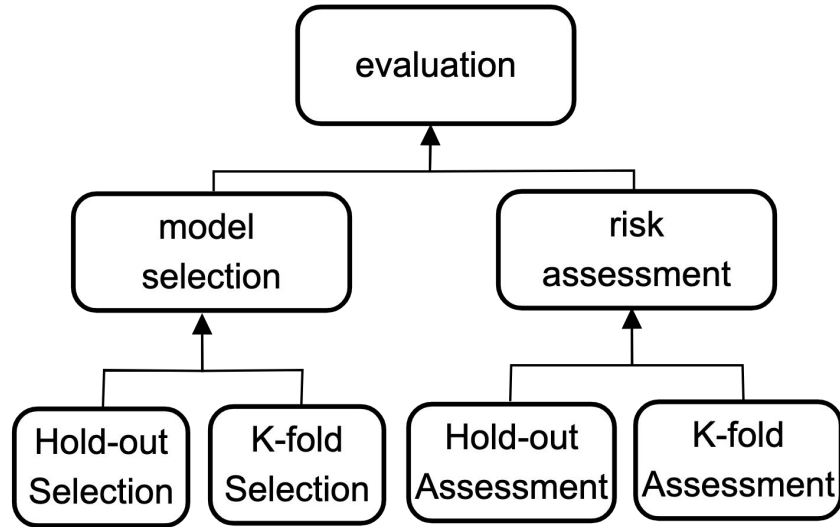 evaluation
model
selection
risk
assessment
Hold-out
Selection
K-fold
Selection
Hold-out
Assessment
K-fold
Assessment